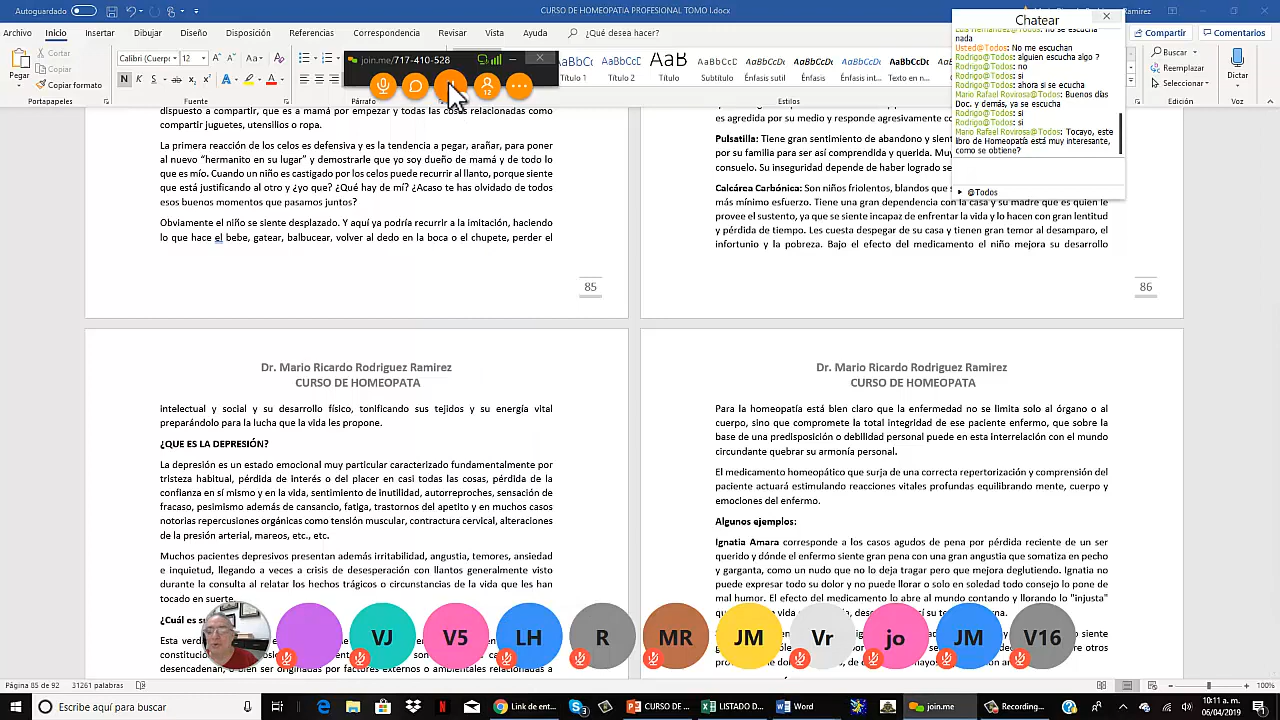 CURSO DE HOMEOPATIA PROFESIONAL TOMO I.docx
Ramirez
Archivo Inicio Insertar Dibujar Diseño Disposición Referencias Correspondencia Revisar Vista Ayuda ¿Qué desea hacer?
Compartir Comentarios
Pegar
Cortar
Copiar
Copiar formato
Portapapeles
Calibri (Cuerpo) 12
Fuente
Párrafo
Título 1 Título 2 Título Subtítulo Énfasis sutil Énfasis Énfasis int... Texto en n...
Estilos
Buscar
Reemplazar
Seleccionar
Edición
Dictar
Voz
join.me/717-410-528
12
Chatear
nada
Usted@Todos: No me escuchan
Rodrigo@Todos: alguien escucha algo ?
Rodrigo@Todos: no
Rodrigo@Todos: si
Rodrigo@Todos: ahora si se ecucha
Mario Rafael Rovirosa@Todos: Buenos días
Doc. y demás, ya se escucha
Rodrigo@Todos: si
Rodrigo@Todos: si
Mario Rafael Rovirosa@Todos: Tocayo, este
libro de Homeopatía está muy interesante,
como se obtiene?
@Todos
dispuesto a compartir, que es a mamá por empezar y todas las cosas relacionadas como
compartir juguetes, utensilios o ropa.
La primera reacción de los celos es defensiva y es la tendencia a pegar, arañar, para poner
al nuevo “hermanito en su lugar” y demostrarle que yo soy dueño de mamá y de todo lo
que es mío. Cuando un niño es castigado por los celos puede recurrir al llanto, porque siente
que está justificando al otro y ¿yo que? ¿Qué hay de mí? ¿Acaso te has olvidado de todos
esos buenos momentos que pasamos juntos?
Obviamente el niño se siente desplazado. Y aquí ya podría recurrir a la imitación, haciendo
lo que hace el bebe, gatear, balbucear, volver al dedo en la boca o el chupete, perder el
85
es agredida por su medio y responde agresivamente
Pulsatilla: Tiene gran sentimiento de abandono y
por su familia para ser así comprendida y querida.
consuelo. Su inseguridad depende de haber logrado
Calcárea Carbónica: Son niños friolentos, blandos que
más mínimo esfuerzo. Tiene una gran dependencia con la casa y su madre que es quien le
provee el sustento, ya que se siente incapaz de enfrentar la vida y lo hacen con gran lentitud
y pérdida de tiempo. Les cuesta despegar de su casa y tienen gran temor al desamparo, el
infortunio y la pobreza. Bajo el efecto del medicamento el niño mejora su desarrollo
86
Dr. Mario Ricardo Rodriguez Ramirez
CURSO DE HOMEOPATA
intelectual y social y su desarrollo físico, tonificando sus tejidos y su energía vital
preparándolo para la lucha que la vida les propone.
¿QUE ES LA DEPRESIÓN?
La depresión es un estado emocional muy particular caracterizado fundamentalmente por
tristeza habitual, pérdida de interés o del placer en casi todas las cosas, pérdida de la
confianza en sí mismo y en la vida, sentimiento de inutilidad, autorreproches, sensación de
fracaso, pesimismo además de cansancio, fatiga, trastornos del apetito y en muchos casos
notorias repercusiones orgánicas como tensión muscular, contractura cervical, alteraciones
de la presión arterial, mareos, etc., etc.
Muchos pacientes depresivos presentan además irritabilidad, angustia, temores, ansiedad
e inquietud, llegando a veces a crisis de desesperación con llantos generalmente visto
durante la consulta al relatar los hechos trágicos o circunstancias de la vida que les han
tocado en suerte.
¿Cuál es su
Esta
desencadenan,
Dr. Mario Ricardo Rodriguez Ramirez
CURSO DE HOMEOPATA
Para la homeopatía está bien claro que la enfermedad no se limita solo al órgano o al
cuerpo, sino que compromete la total integridad de ese paciente enfermo, que sobre la
base de una predisposición o debilidad personal puede en esta interrelación con el mundo
circundante quebrar su armonía personal.
El medicamento homeopático que surja de una correcta repertorización y comprensión del
paciente actuará estimulando reacciones vitales profundas equilibrando mente, cuerpo y
emociones del enfermo.
Algunos ejemplos:
Ignatia Amara corresponde a los casos agudos de pena por pérdida reciente de un ser
querido y dónde el enfermo siente gran pena con una gran angustia que somatiza en pecho
y garganta, como un nudo que no lo deja tragar pero que mejora deglutiendo. Ignatia no
puede expresar todo su dolor y no puede llorar o solo en soledad todo consejo lo pone de
mal humor. El efecto del medicamento lo abre al mundo contando y llorando lo "injusta"
VJ V5 LH R MR JM Vr jo JM V16
Página 85 de 92 31261 palabras
100%
Escribe aquí para buscar
Link de ent...
CURSO DE ...
LISTADO D...
Word
join.me
Recording...
ESP
10:11 a. m.
06/04/2019